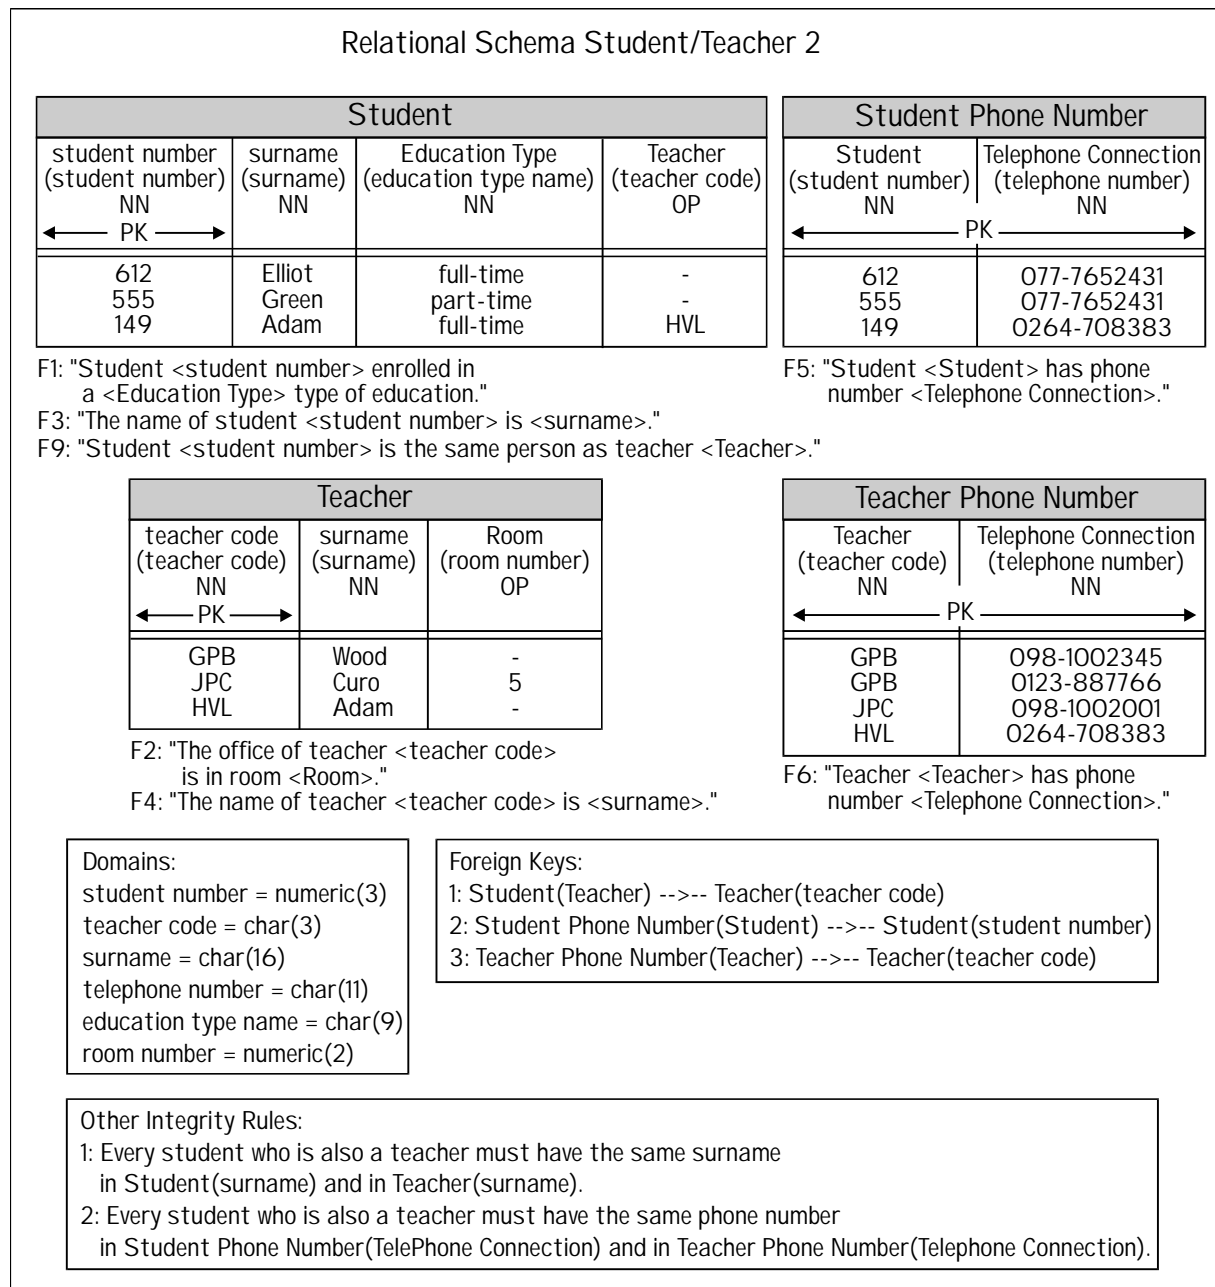 Relational Schema Student/Teacher 2
Student
student number surname Education Type Teacher
(student number) (surname) (education type name) (teacher code)
NN NN NN OP
PK
612 Elliot full-time -
555 Green part-time -
149 Adam full-time HVL
F1: "Student <student number> enrolled in
a <Education Type> type of education."
F3: "The name of student <student number> is <surname>."
F9: "Student <student number> is the same person as teacher <Teacher>."
Student Phone Number
Student Telephone Connection
(student number) (telephone number)
NN NN
PK
612 077-7652431
555 077-7652431
149 0264-708383
F5: "Student <Student> has phone
number <Telephone Connection>."
Teacher
teacher code surname Room
(teacher code) (surname) (room number)
NN NN OP
PK
GPB Wood -
JPC Curo 5
HVL Adam -
F2: "The office of teacher <teacher code>
is in room <Room>."
F4: "The name of teacher <teacher code> is <surname>."
Teacher Phone Number
Teacher Telephone Connection
(teacher code) (telephone number)
NN NN
PK
GPB 098-1002345
GPB 0123-887766
JPC 098-1002001
HVL 0264-708383
F6: "Teacher <Teacher> has phone
number <Telephone Connection>."
Domains:
student number = numeric(3)
teacher code = char(3)
surname = char(16)
telephone number = char(11)
education type name = char(9)
room number = numeric(2)
Foreign Keys:
1: Student(Teacher) -->-- Teacher(teacher code)
2: Student Phone Number(Student) -->-- Student(student number)
3: Teacher Phone Number(Teacher) -->-- Teacher(teacher code)
Other Integrity Rules:
1: Every student who is also a teacher must have the same surname
in Student(surname) and in Teacher(surname).
2: Every student who is also a teacher must have the same phone number
in Student Phone Number(TelePhone Connection) and in Teacher Phone Number(Telephone Connection).